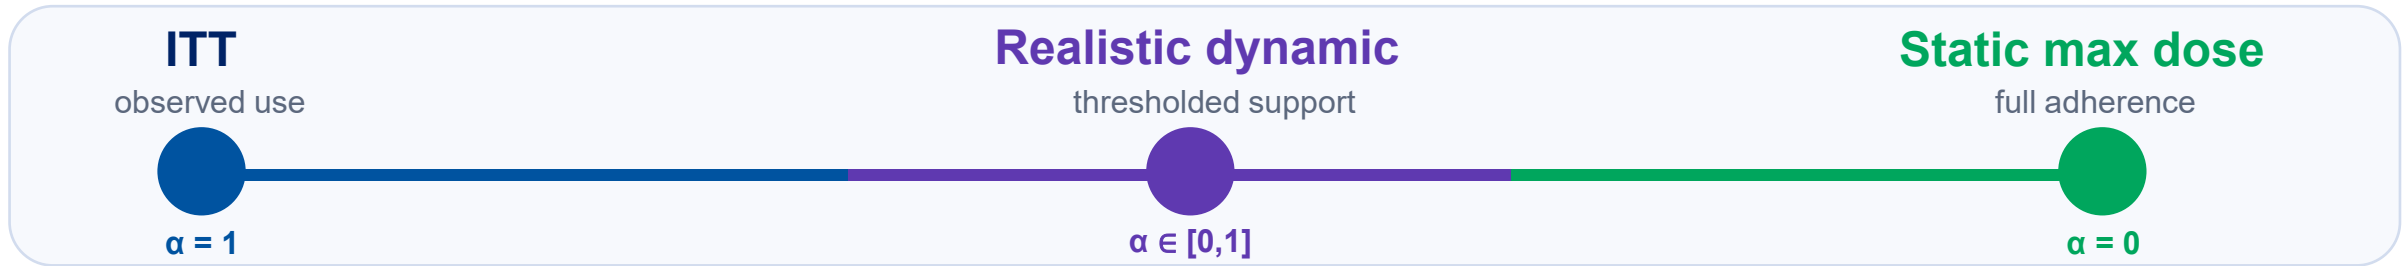 ITT
observed use
α = 1
Realistic dynamic
thresholded support
α ∈ [0,1]
Static max dose
full adherence
α = 0